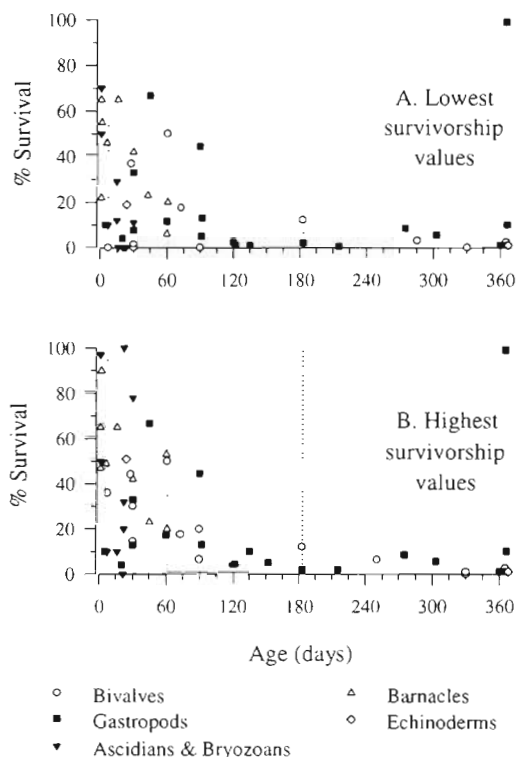 100
80
60
40
20
0
% Survival
A. Lowest
survivorship
values
0 60 120 180 240 300 360
100
80
60
40
20
0
% Survival
B. Highest
survivorship
values
0 60 120 184 240 300 360
Age (days)
Bivalves
Gastropods
Ascidians & Bryozoans
Barnacles
Echinoderms